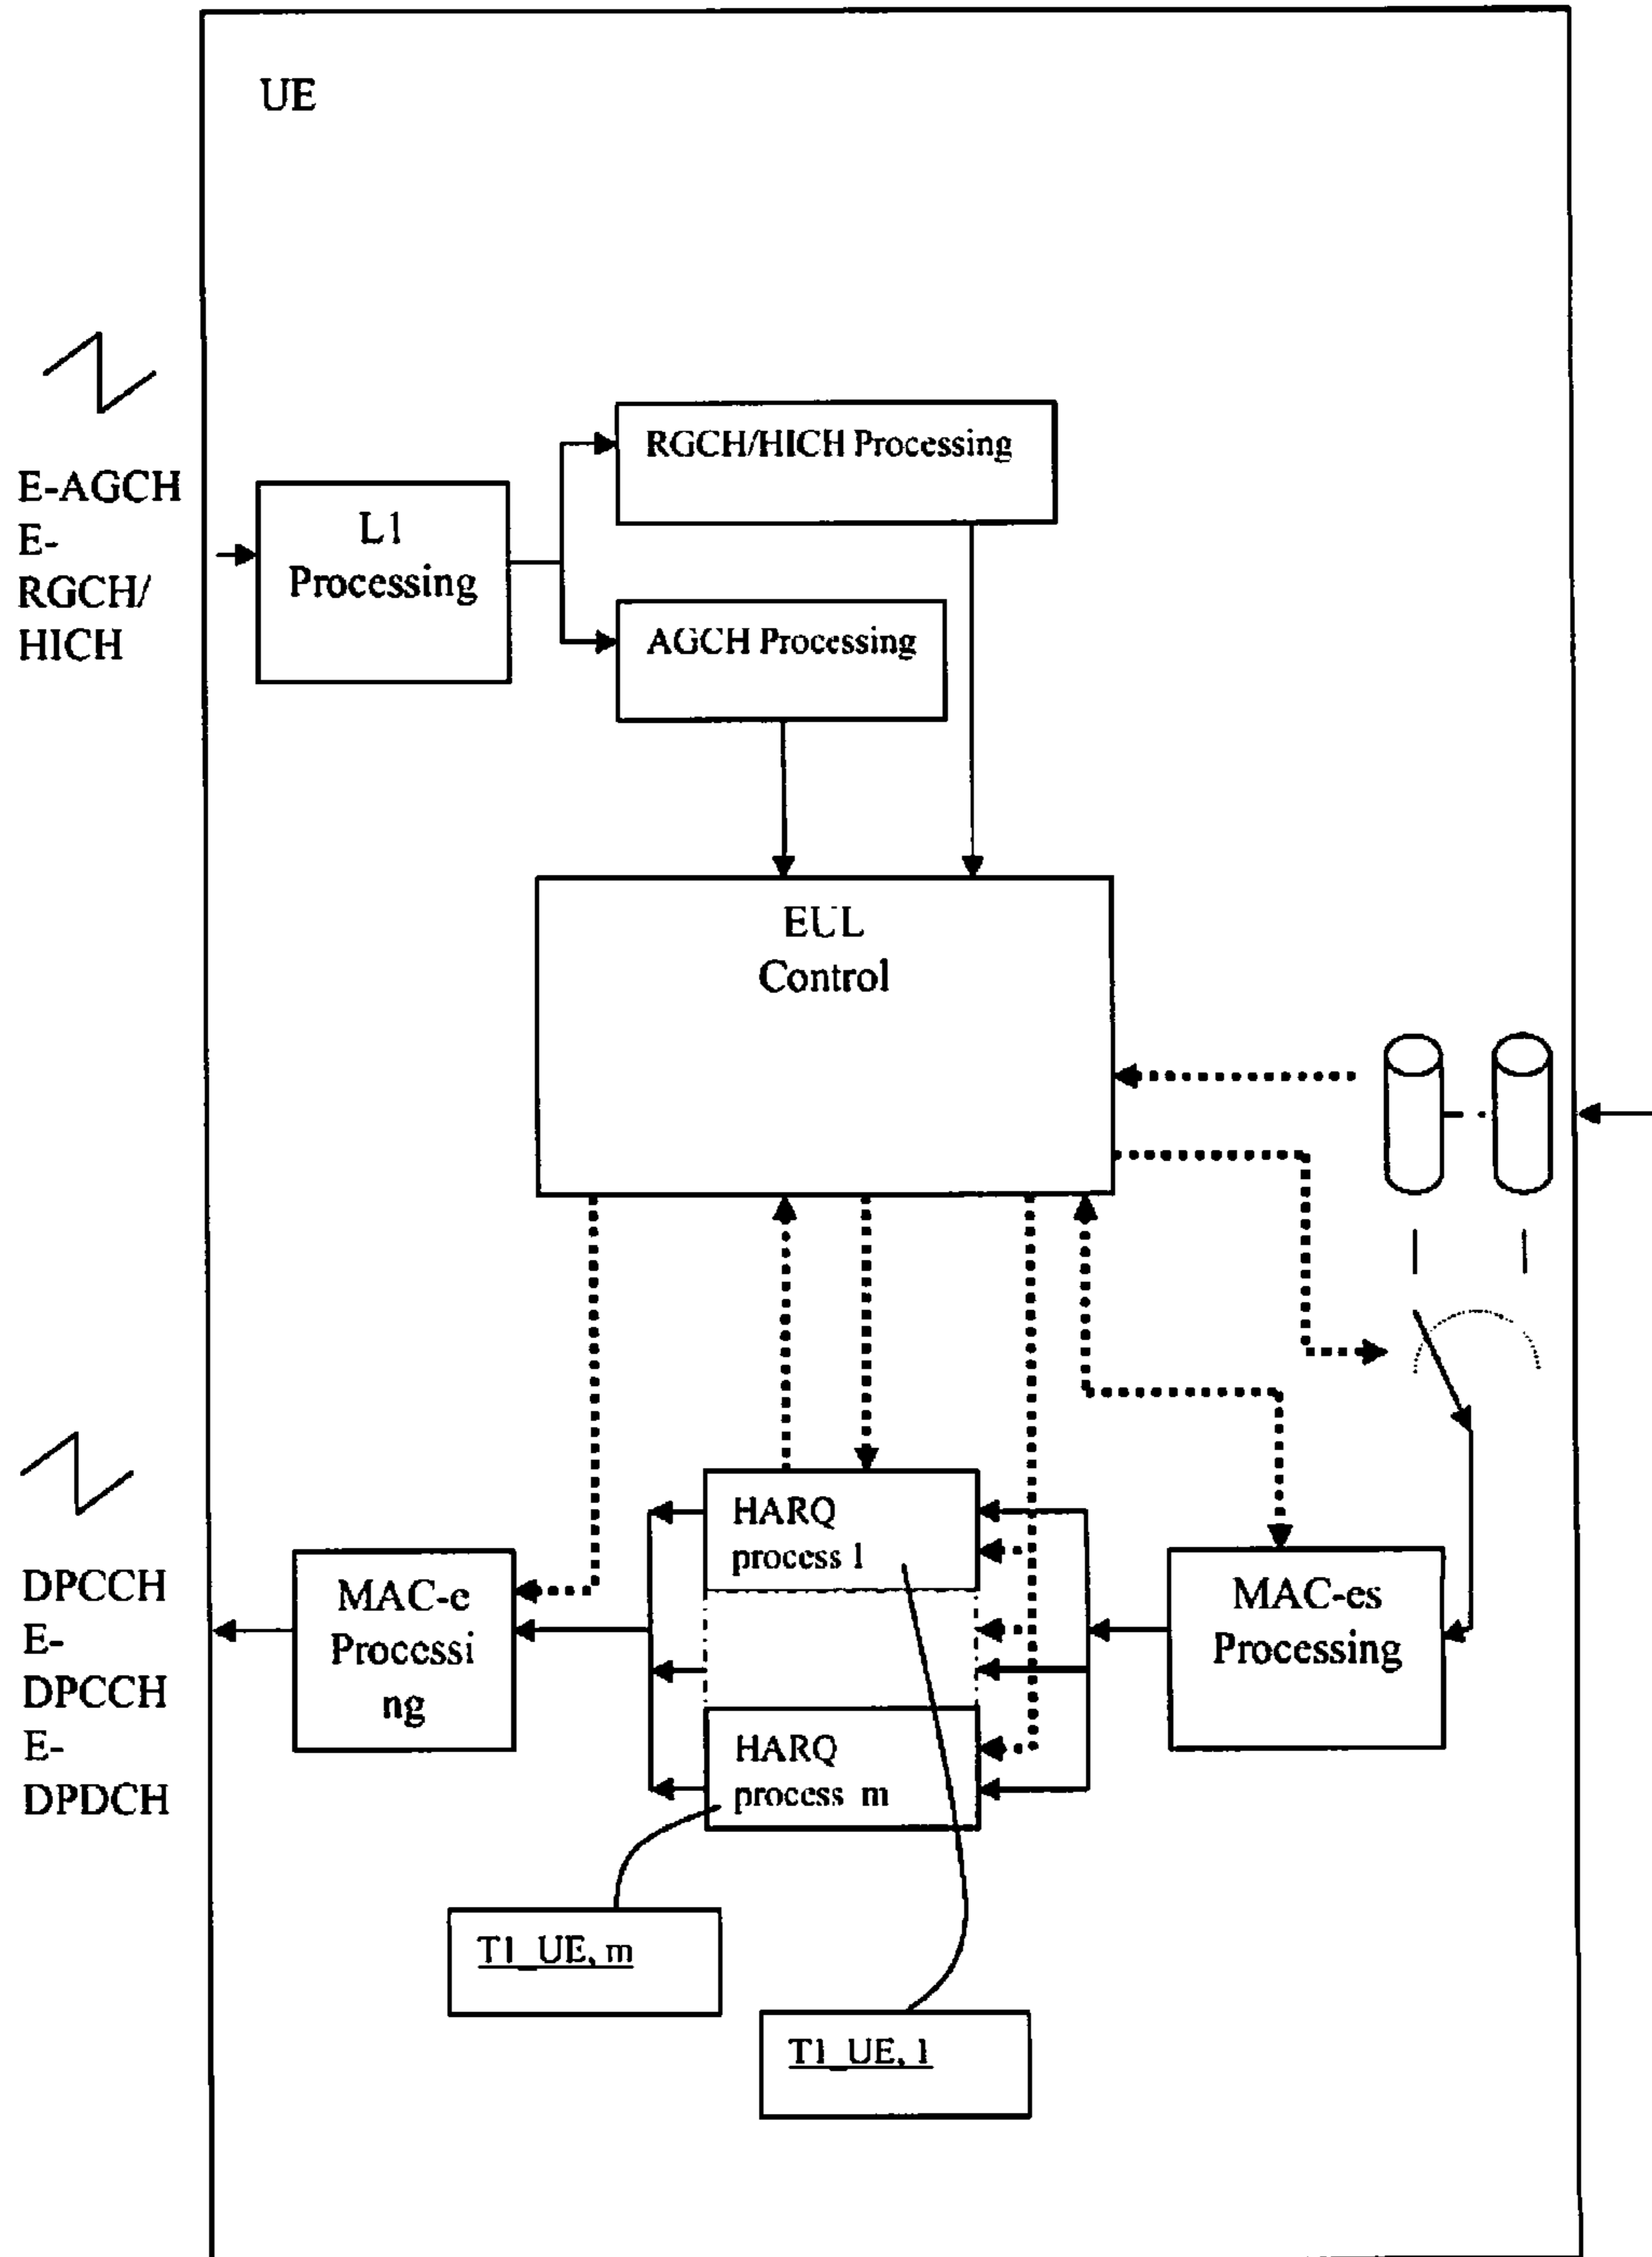 UE
E-AGCH
E-
RGCH/
HICH
L1
Processing
RGCH/HICH Processing
AGCH Processing
EUL
Control
DPCCH
E-
DPCCH
E-
DPDCH
MAC-e
Processi
ng
HARQ
process 1
HARQ
process m
MAC-es
Processing
T1_UE, m
T1_UE, 1